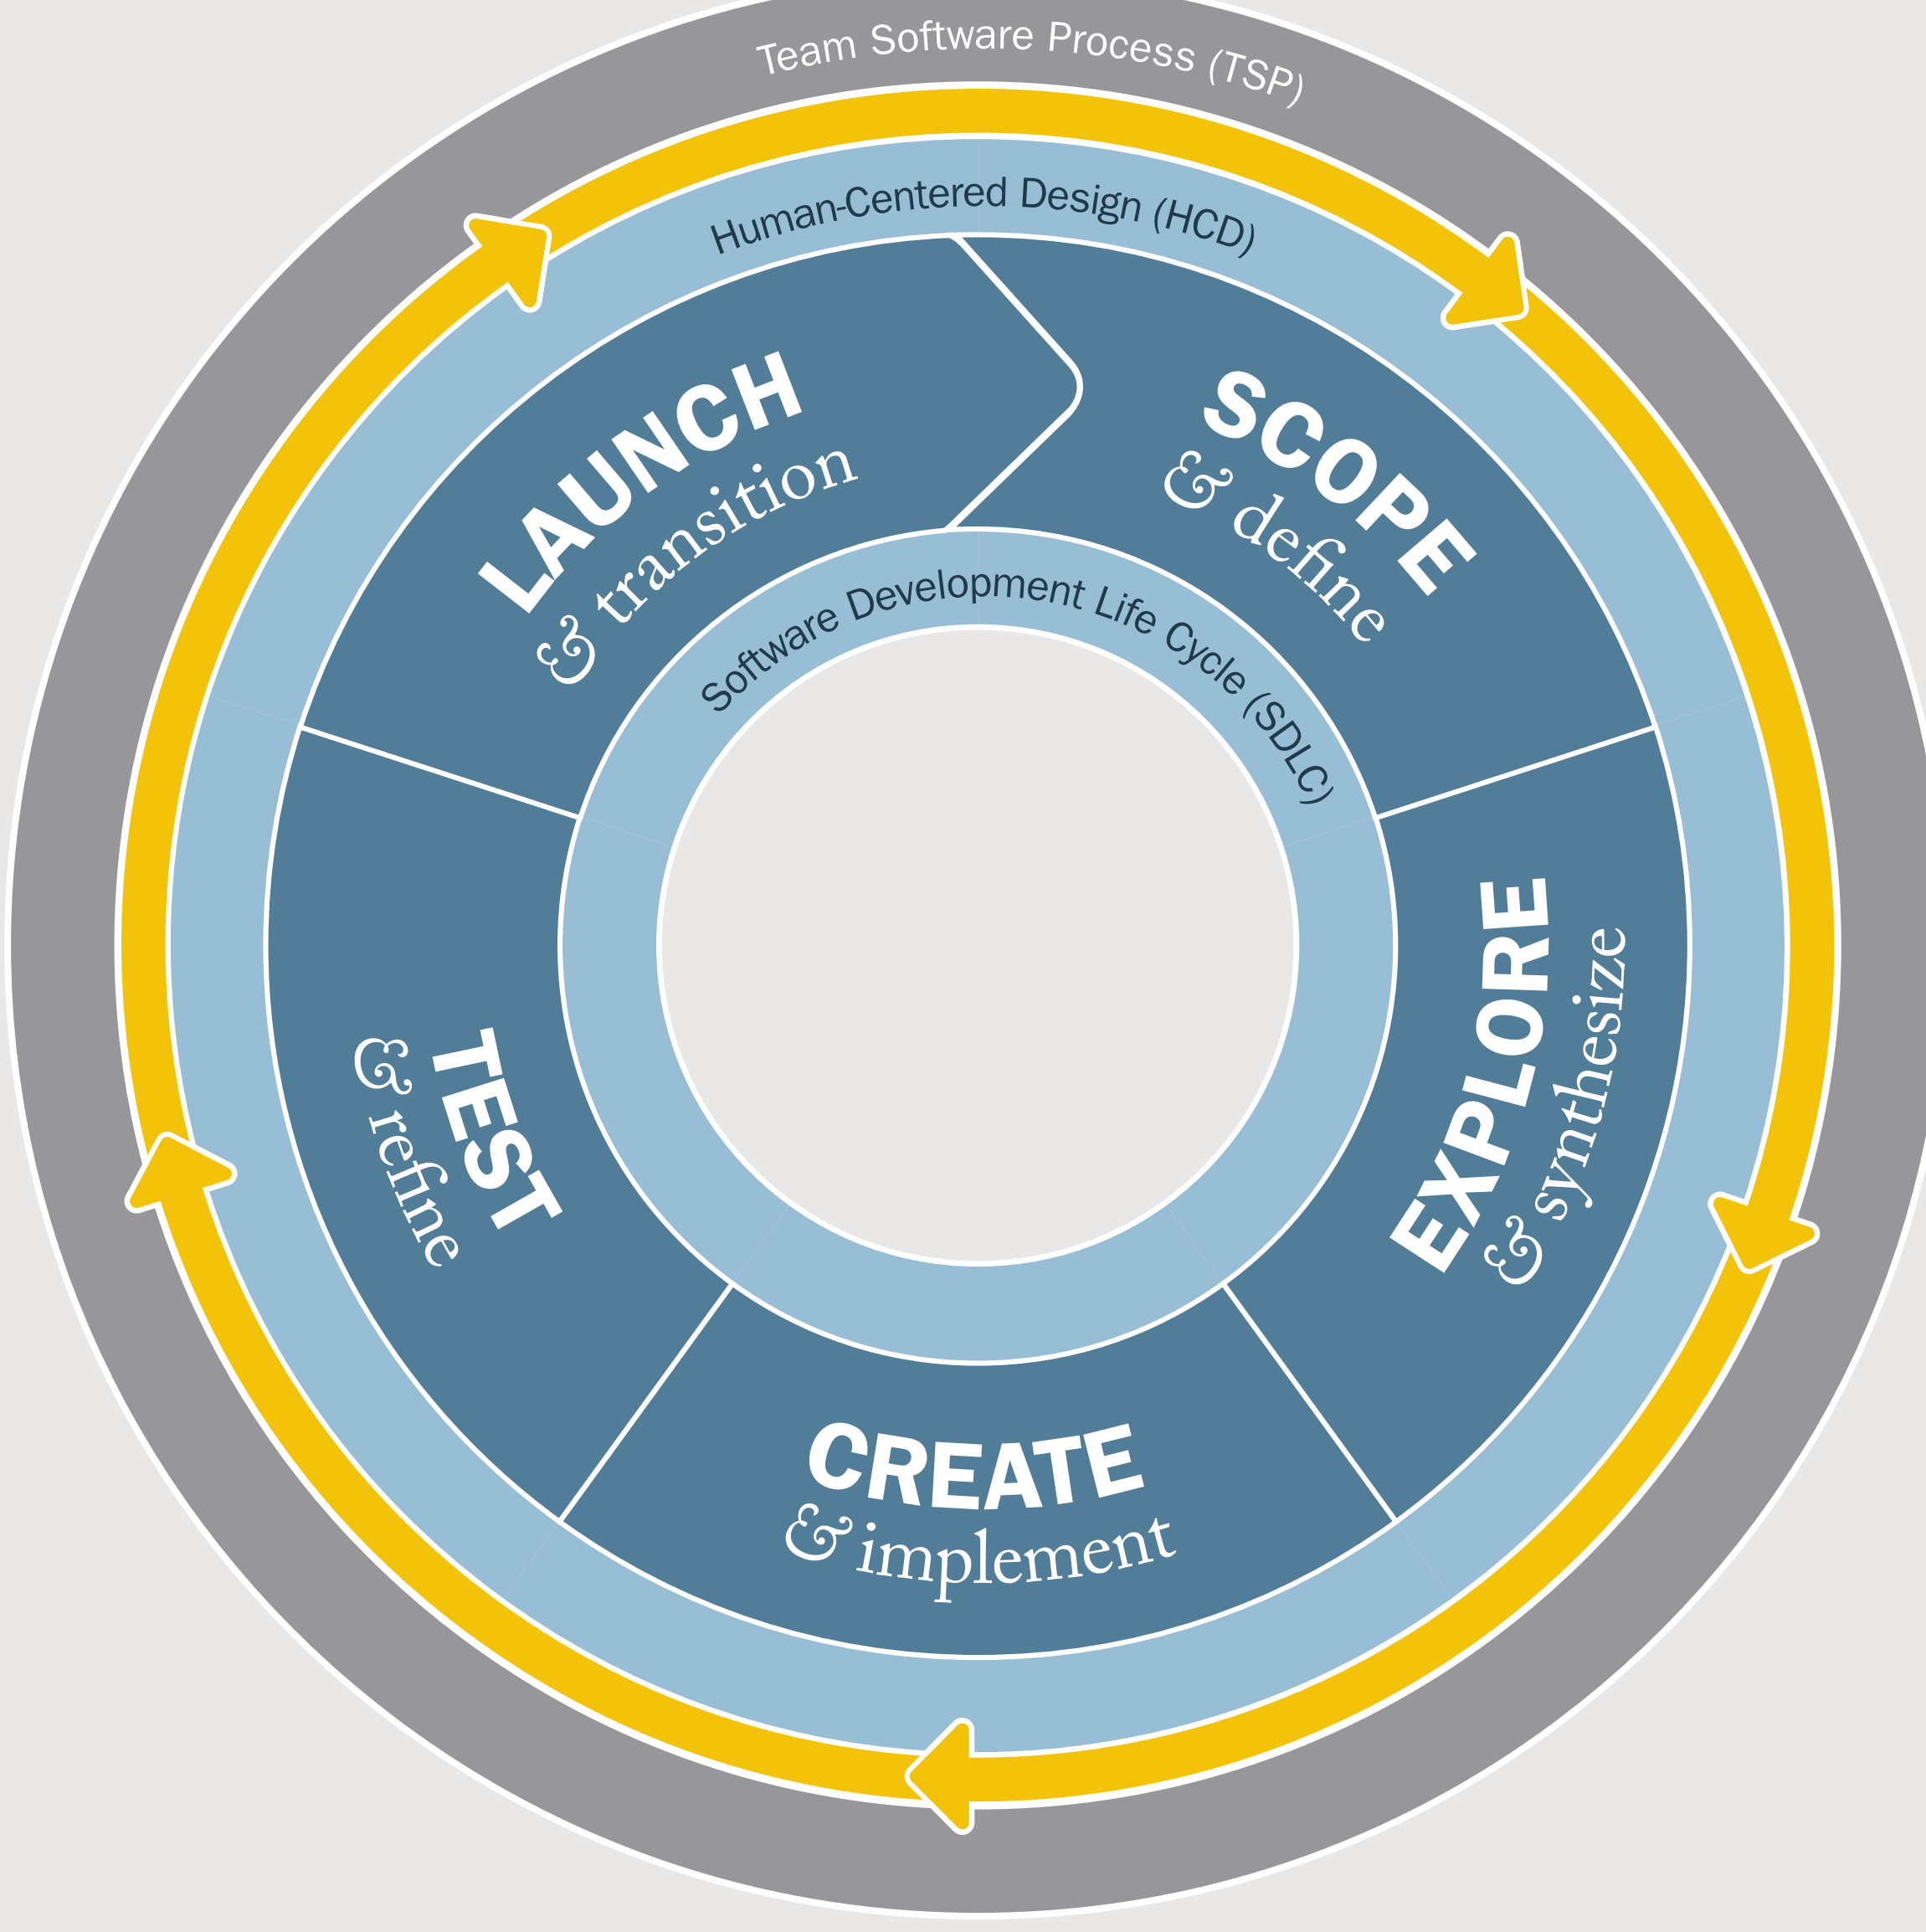 Team Software Process (TSP)
Human-Centered Design (HCD)
LAUNCH
& transition
SCOPE
& define
Software Development Life Cycle (SDLC)
EXPLORE
& synthesize
TEST
& refine
CREATE
& implement